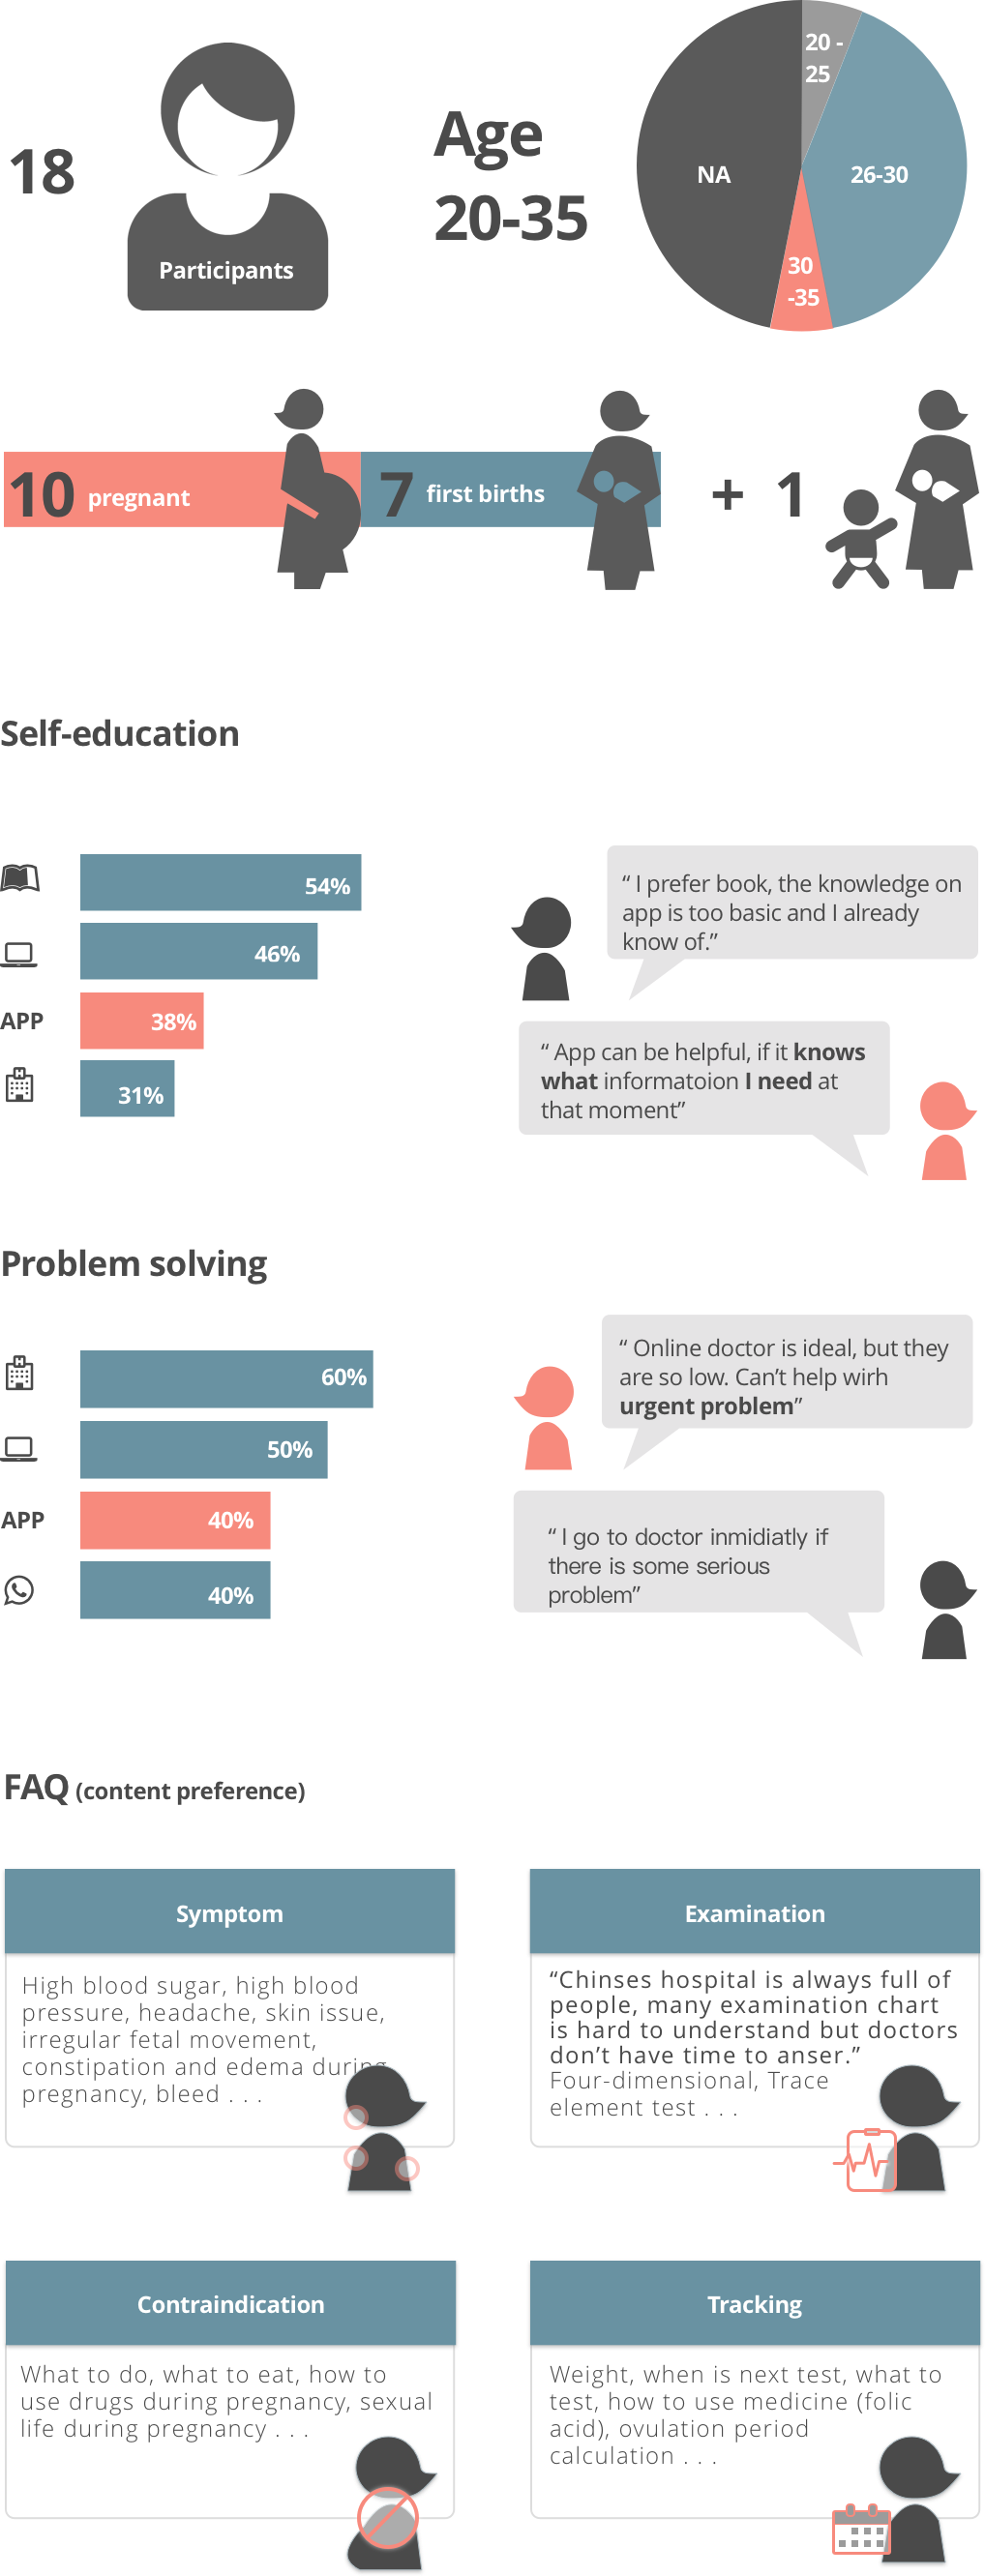 18
Participants
Age
20-35
20 -
25
NA
26-30
30
-35
10 pregnant
7 first births
+ 1
Self-education
54%
46%
APP 38%
31%
“ I prefer book, the knowledge on
app is too basic and I already
know of.”
“ App can be helpful, if it knows
what informatoion I need at
that moment”
Problem solving
60%
50%
APP 40%
40%
“ Online doctor is ideal, but they
are so low. Can’t help wirh
urgent problem”
“ I go to doctor inmidiatly if
there is some serious
problem”
FAQ (content preference)
Symptom
High blood sugar, high blood
pressure, headache, skin issue,
irregular fetal movement,
constipation and edema during
pregnancy, bleed . . .
Examination
“Chinses hospital is always full of
people, many examination chart
is hard to understand but doctors
don’t have time to anser.”
Four-dimensional, Trace
element test . . .
Contraindication
What to do, what to eat, how to
use drugs during pregnancy, sexual
life during pregnancy . . .
Tracking
Weight, when is next test, what to
test, how to use medicine (folic
acid), ovulation period
calculation . . .